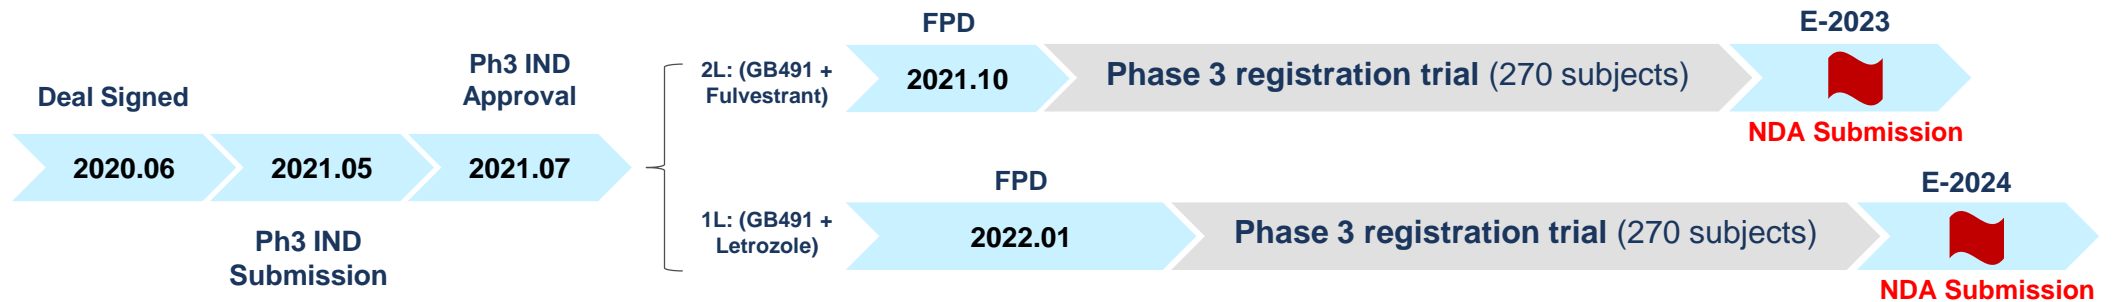 Deal Signed
2020.06
2021.05
Ph3 IND
Submission
Ph3 IND
Approval
2021.07
2L: (GB491 +
Fulvestrant)
FPD
2021.10
Phase 3 registration trial (270 subjects)
E-2023
NDA Submission
1L: (GB491 +
Letrozole)
FPD
2022.01
Phase 3 registration trial (270 subjects)
E-2024
NDA Submission